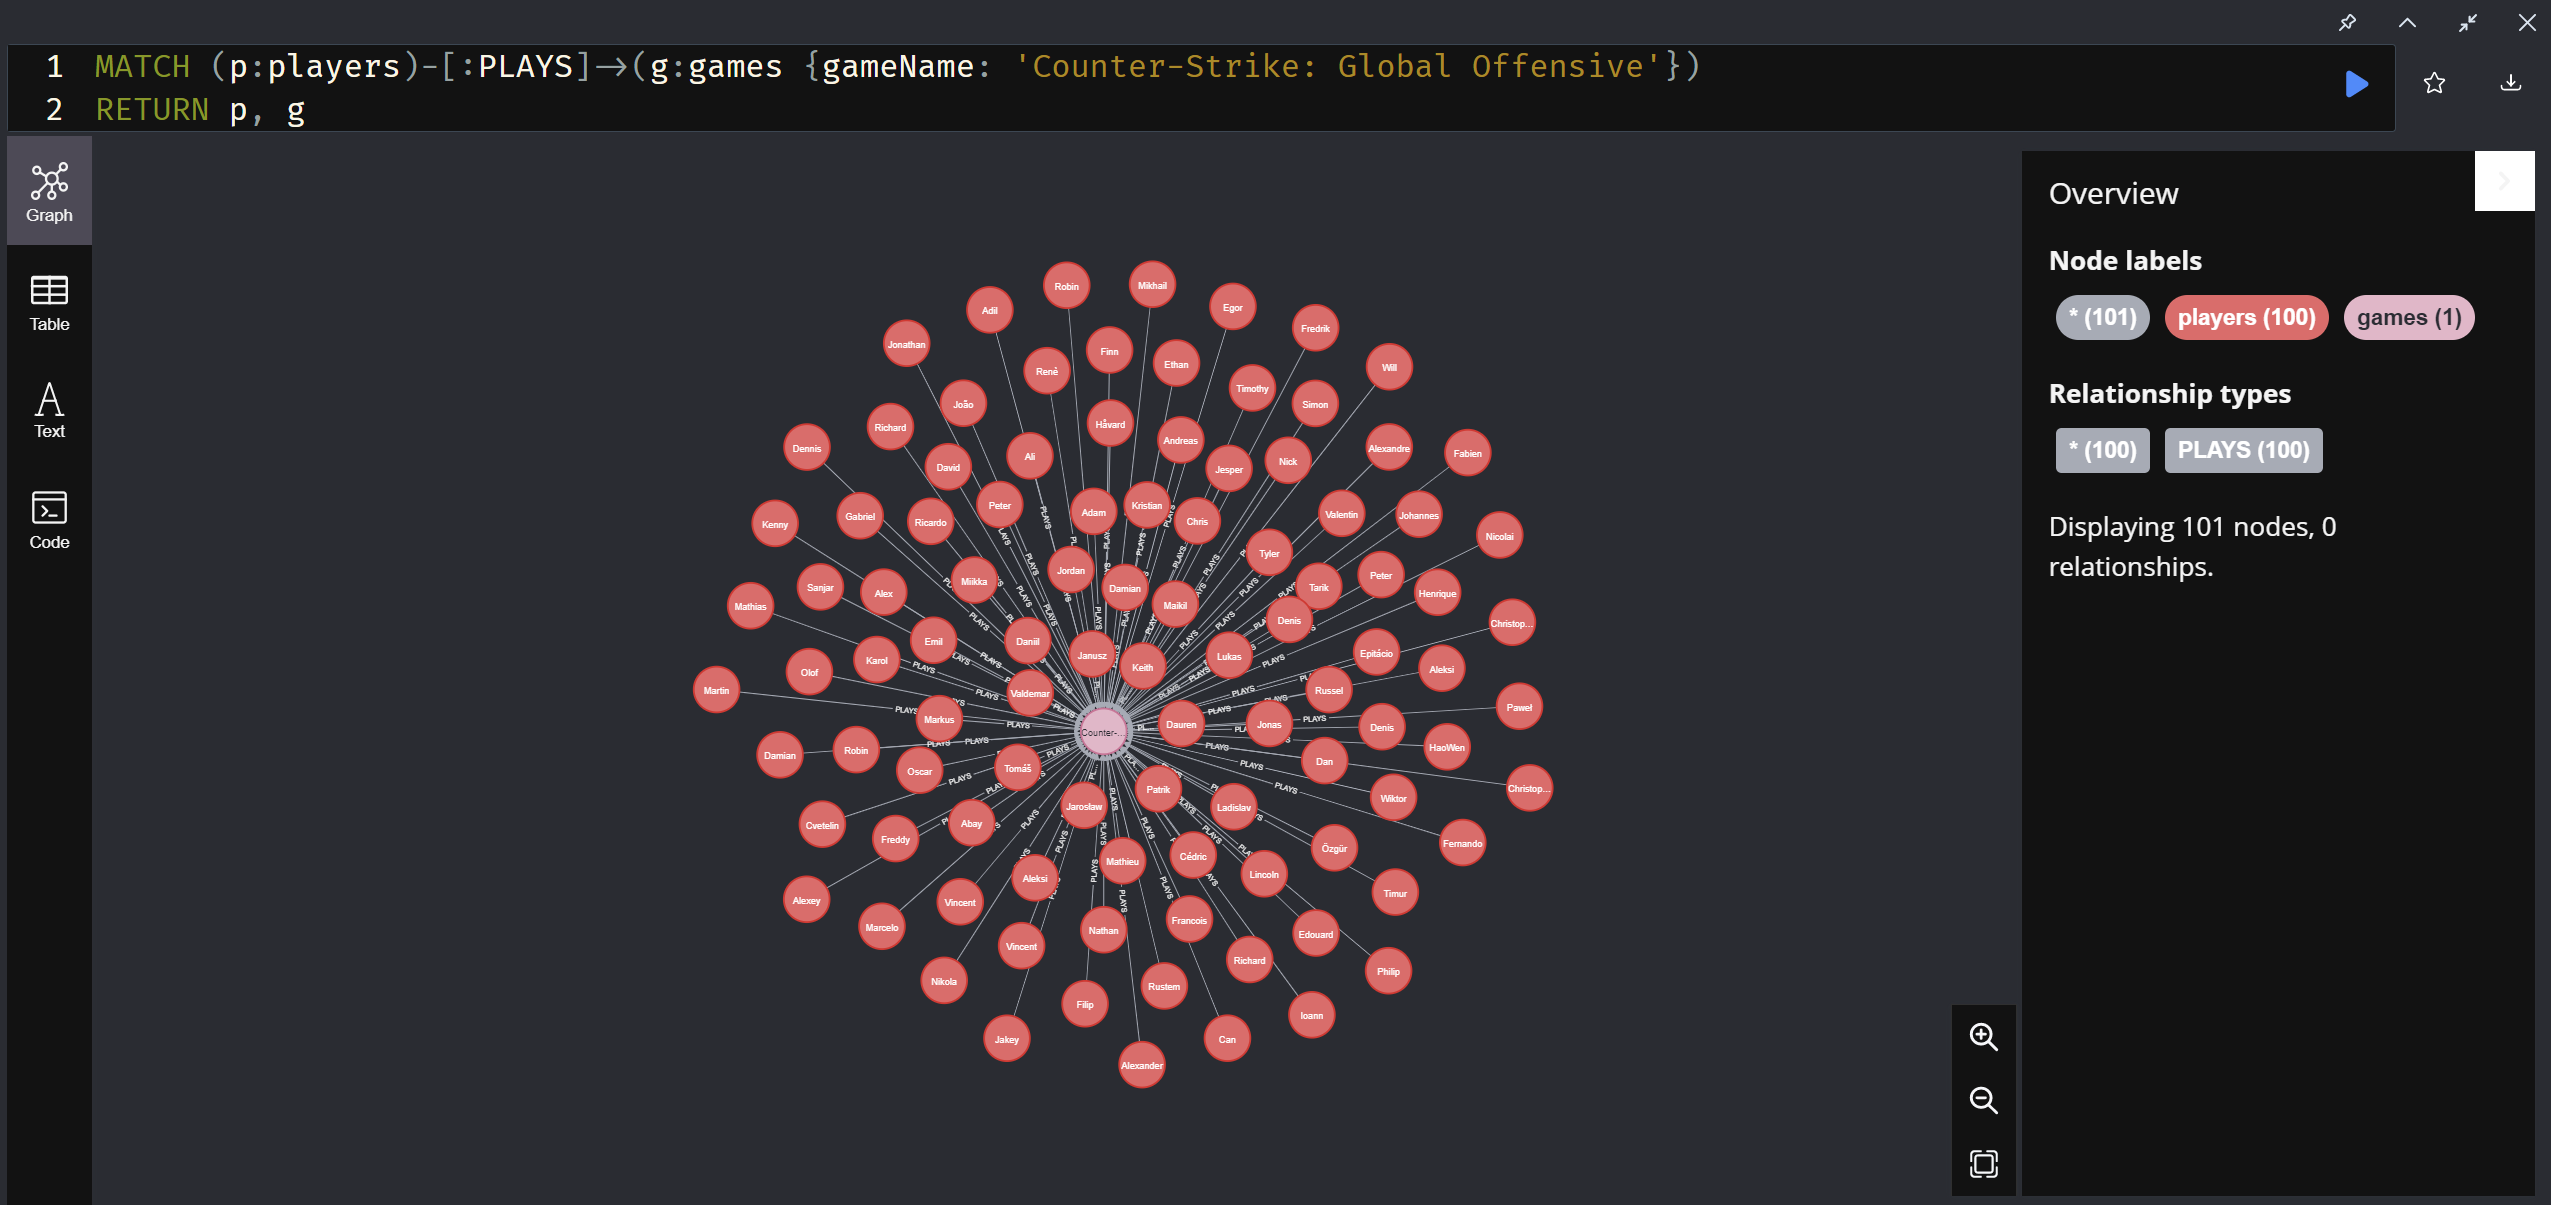 1 MATCH (p:players)-[:PLAYS]→(g:games {gameName: 'Counter-Strike: Global Offensive'})
2 RETURN p, g
Graph
Table
Text
Code
Robin
Mikhail
Adil
Egor
Fredrik
Jonathan
Finn
Ethan
René
Will
Timothy
João
Simon
Håvard
Richard
Andreas
Dennis
Alexandre
Fabien
Ali
Nick
David
Jesper
Peter
Kristian
Adam
Valentin
Johannes
Gabriel
Chris
Ricardo
Kenny
Nicolai
Tyler
Jordan
Peter
Miikka
Sanjar
Tarik
Damian
Alex
Henrique
Mathias
Maikil
Denis
Christop...
Emil
Daniil
Epitácio
Janusz
Lukas
Karol
Keith
Aleksi
Olof
Martin
Russel
Valdemar
Paweł
Markus
Dauren
Jonas
Denis
Counter-...
HaoWen
Robin
Damian
Dan
Tomáš
Oscar
Christop...
Patrik
Wiktor
Jarosław
Ladislav
Abay
Cvetelin
Freddy
Fernando
Özgür
Cédric
Mathieu
Lincoln
Aleksi
Timur
Alexey
Vincent
Francois
Marcelo
Nathan
Edouard
Vincent
Richard
Philip
Nikola
Rustem
Filip
Ioann
Jakey
Can
Alexander
PLAYS
Overview
Node labels
* (101) players (100) games (1)
Relationship types
* (100) PLAYS (100)
Displaying 101 nodes, 0
relationships.